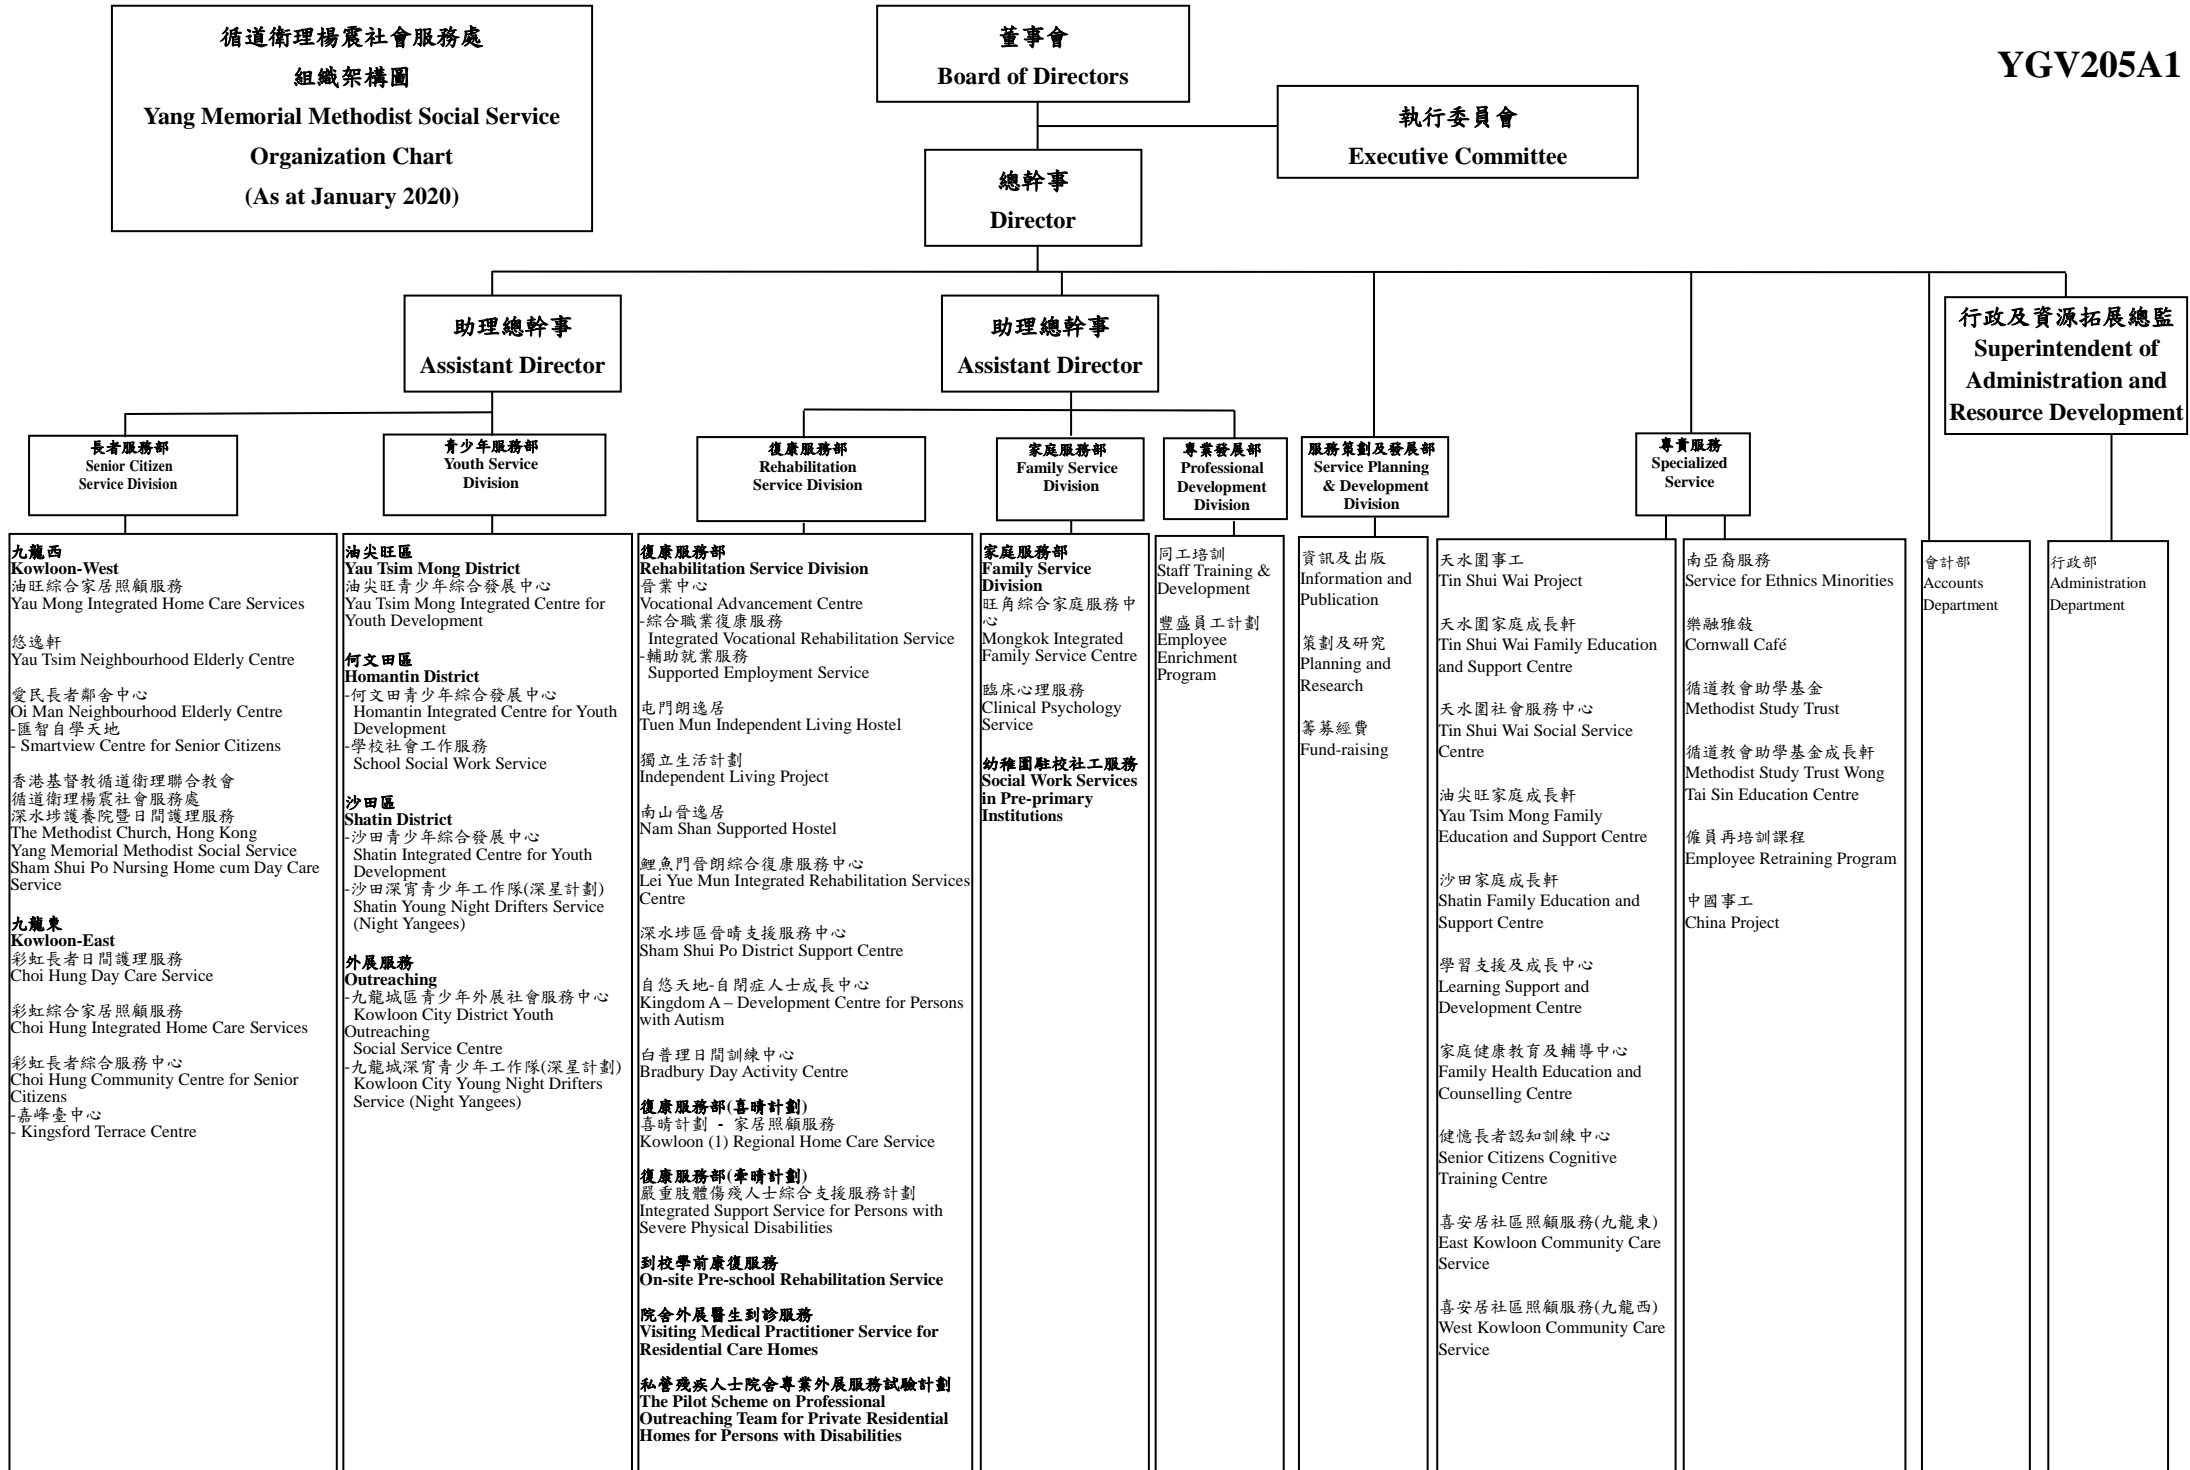 循道衛理楊震社會服務處
組織架構圖
Yang Memorial Methodist Social Service
Organization Chart
(As at January 2020)
董事會
Board of Directors
YGV205A1
執行委員會
Executive Committee
總幹事
Director
助理總幹事
Assistant Director
助理總幹事
Assistant Director
行政及資源拓展總監
Superintendent of
Administration and
Resource Development
長者服務部
Senior Citizen
Service Division
青少年服務部
Youth Service
Division
復康服務部
Rehabilitation
Service Division
家庭服務部
Family Service
Division
專業發展部
Professional
Development
Division
服務策劃及發展部
Service Planning
& Development
Division
專責服務
Specialized
Service
九龍西
Kowloon-West
油旺綜合家居照顧服務
Yau Mong Integrated Home Care Services
悠逸軒
Yau Tsim Neighbourhood Elderly Centre
愛民長者鄰舍中心
Oi Man Neighbourhood Elderly Centre
-匯智自學天地
- Smartview Centre for Senior Citizens
香港基督教循道衛理聯合教會
循道衛理楊震社會服務處
深水埗護養院暨日間護理服務
The Methodist Church, Hong Kong
Yang Memorial Methodist Social Service
Sham Shui Po Nursing Home cum Day Care
Service
九龍東
Kowloon-East
彩虹長者日間護理服務
Choi Hung Day Care Service
彩虹綜合家居照顧服務
Choi Hung Integrated Home Care Services
彩虹長者綜合服務中心
Choi Hung Community Centre for Senior
Citizens
-嘉峰臺中心
- Kingsford Terrace Centre
油尖旺區
Yau Tsim Mong District
油尖旺青少年綜合發展中心
Yau Tsim Mong Integrated Centre for
Youth Development
何文田區
Homantin District
-何文田青少年綜合發展中心
Homantin Integrated Centre for Youth
Development
-學校社會工作服務
School Social Work Service
沙田區
Shatin District
-沙田青少年綜合發展中心
Shatin Integrated Centre for Youth
Development
-沙田深宵青少年工作隊(深星計劃)
Shatin Young Night Drifters Service
(Night Yangees)
外展服務
Outreaching
-九龍城區青少年外展社會服務中心
Kowloon City District Youth
Outreaching
Social Service Centre
-九龍城深宵青少年工作隊(深星計劃)
Kowloon City Young Night Drifters
Service (Night Yangees)
復康服務部
Rehabilitation Service Division
晉業中心
Vocational Advancement Centre
-綜合職業復康服務
Integrated Vocational Rehabilitation Service
-輔助就業服務
Supported Employment Service
屯門朗逸居
Tuen Mun Independent Living Hostel
獨立生活計劃
Independent Living Project
南山晉逸居
Nam Shan Supported Hostel
鯉魚門晉朗綜合復康服務中心
Lei Yue Mun Integrated Rehabilitation Services
Centre
深水埗區晉晴支援服務中心
Sham Shui Po District Support Centre
自悠天地-自閉症人士成長中心
Kingdom A – Development Centre for Persons
with Autism
白普理日間訓練中心
Bradbury Day Activity Centre
復康服務部(喜晴計劃)
喜晴計劃 - 家居照顧服務
Kowloon (1) Regional Home Care Service
復康服務部(牽晴計劃)
嚴重肢體傷殘人士綜合支援服務計劃
Integrated Support Service for Persons with
Severe Physical Disabilities
到校學前康復服務
On-site Pre-school Rehabilitation Service
院舍外展醫生到診服務
Visiting Medical Practitioner Service for
Residential Care Homes
私營殘疾人士院舍專業外展服務試驗計劃
The Pilot Scheme on Professional
Outreaching Team for Private Residential
Homes for Persons with Disabilities
家庭服務部
Family Service
Division
旺角綜合家庭服務中
心
Mongkok Integrated
Family Service Centre
臨床心理服務
Clinical Psychology
Service
幼稚園駐校社工服務
Social Work Services
in Pre-primary
Institutions
同工培訓
Staff Training &
Development
豐盛員工計劃
Employee
Enrichment
Program
資訊及出版
Information and
Publication
策劃及研究
Planning and
Research
籌募經費
Fund-raising
天水圍事工
Tin Shui Wai Project
天水圍家庭成長軒
Tin Shui Wai Family Education
and Support Centre
天水圍社會服務中心
Tin Shui Wai Social Service
Centre
油尖旺家庭成長軒
Yau Tsim Mong Family
Education and Support Centre
沙田家庭成長軒
Shatin Family Education and
Support Centre
學習支援及成長中心
Learning Support and
Development Centre
家庭健康教育及輔導中心
Family Health Education and
Counselling Centre
健憶長者認知訓練中心
Senior Citizens Cognitive
Training Centre
喜安居社區照顧服務(九龍東)
East Kowloon Community Care
Service
喜安居社區照顧服務(九龍西)
West Kowloon Community Care
Service
南亞裔服務
Service for Ethnics Minorities
樂融雅敍
Cornwall Café
循道教會助學基金
Methodist Study Trust
循道教會助學基金成長軒
Methodist Study Trust Wong
Tai Sin Education Centre
僱員再培訓課程
Employee Retraining Program
中國事工
China Project
會計部
Accounts
Department
行政部
Administration
Department